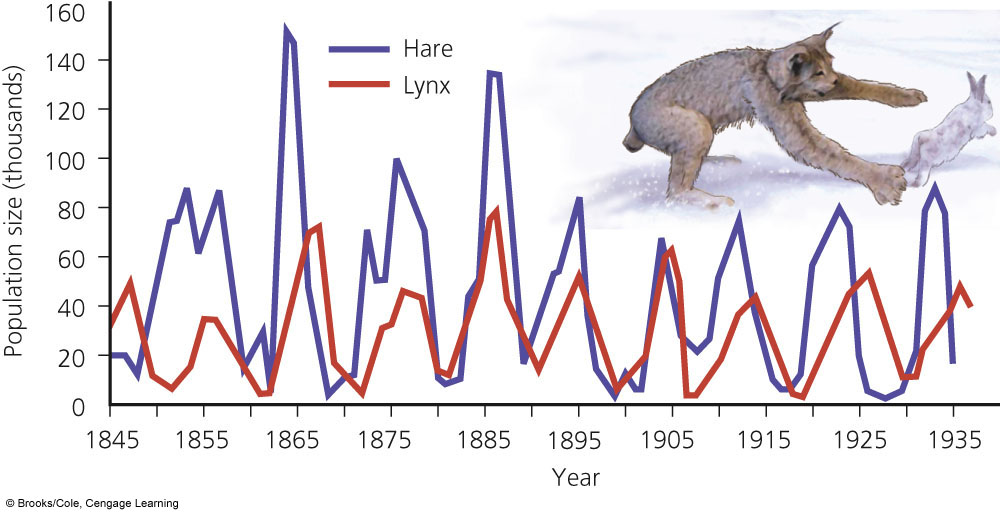 160
140
120
100
80
60
40
20
0
Population size (thousands)
Hare
Lynx
1845 1855 1865 1875 1885 1895 1905 1915 1925 1935
Year
© Brooks/Cole, Cengage Learning